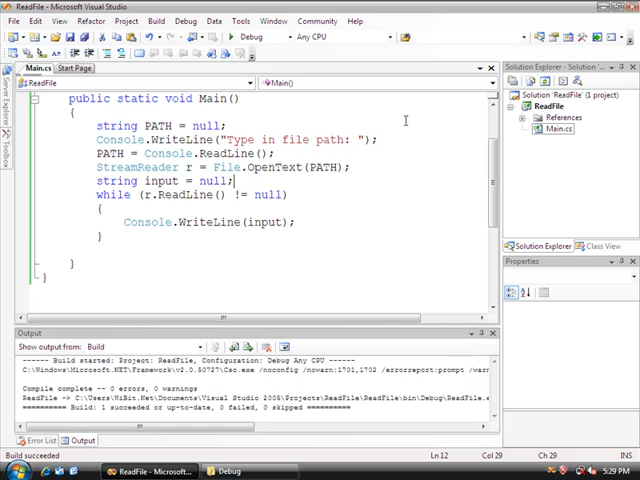 ReadFile - Microsoft Visual Studio
File Edit View Refactor Project Build Debug Data Tools Window Community Help
Debug Any CPU
Main.cs Start Page
ReadFile Main()
Server Explorer
Toolbox
public static void Main()
{
string PATH = null;
Console.WriteLine("Type in file path: ");
PATH = Console.ReadLine();
StreamReader r = File.OpenText(PATH);
string input = null;
while (r.ReadLine() != null)
{
Console.WriteLine(input);
}
}
}
Solution Explorer - Solution '
Solution 'ReadFile' (1 project)
ReadFile
References
Main.cs
Solution Explorer Class View
Properties
Output
Show output from: Build
------ Build started: Project: ReadFile, Configuration: Debug Any CPU ------
C:\Windows\Microsoft.NET\Framework\v2.0.50727\Csc.exe /noconfig /nowarn:1701,1702 /errorreport:prompt /warn
Compile complete -- 0 errors, 0 warnings
ReadFile -> C:\Users\NiBit.Net\Documents\Visual Studio 2005\Projects\ReadFile\ReadFile\bin\Debug\ReadFile.e
========== Build: 1 succeeded or up-to-date, 0 failed, 0 skipped ==========
Error List Output
Build succeeded Ln 12 Col 29 Ch 29 INS
ReadFile - Microsoft... Debug 5:29 PM